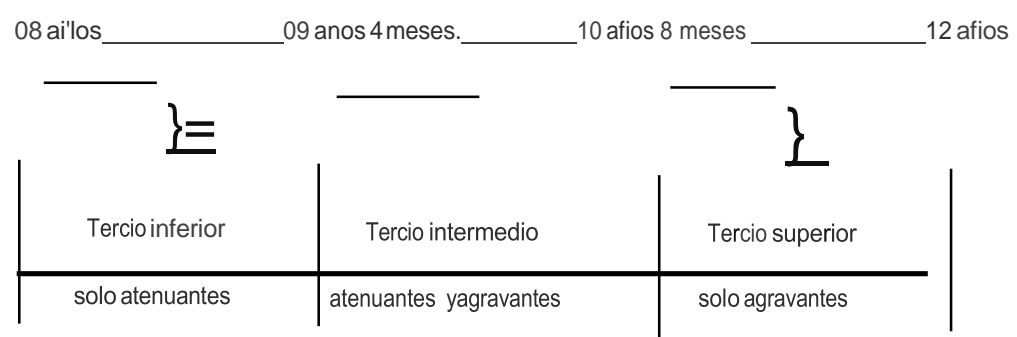 08 ai'los 09 anos 4 meses. 10 afios 8 meses 12 afios
}= }
Tercio inferior Tercio intermedio Tercio superior
solo atenuantes atenuantes yagravantes solo agravantes